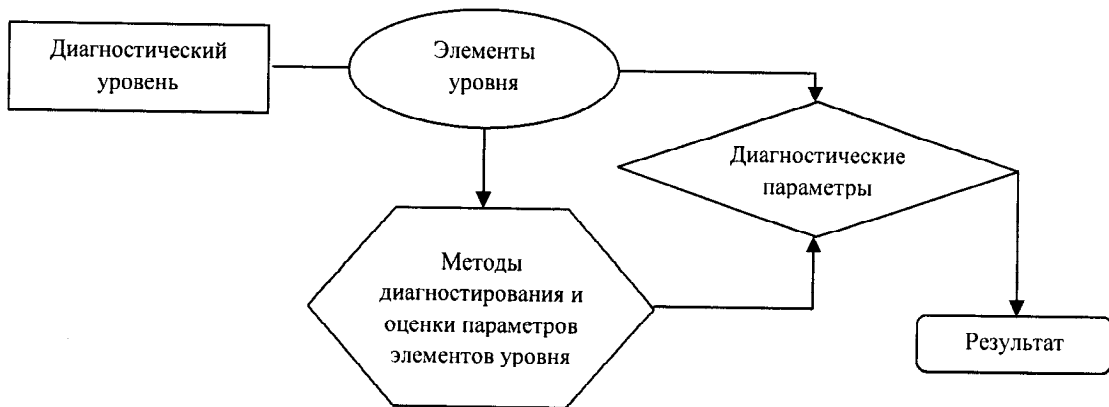 Диагностический
уровень
Элементы
уровня
Диагностические
параметры
Методы
диагностирования и
оценки параметров
элементов уровня
Результат